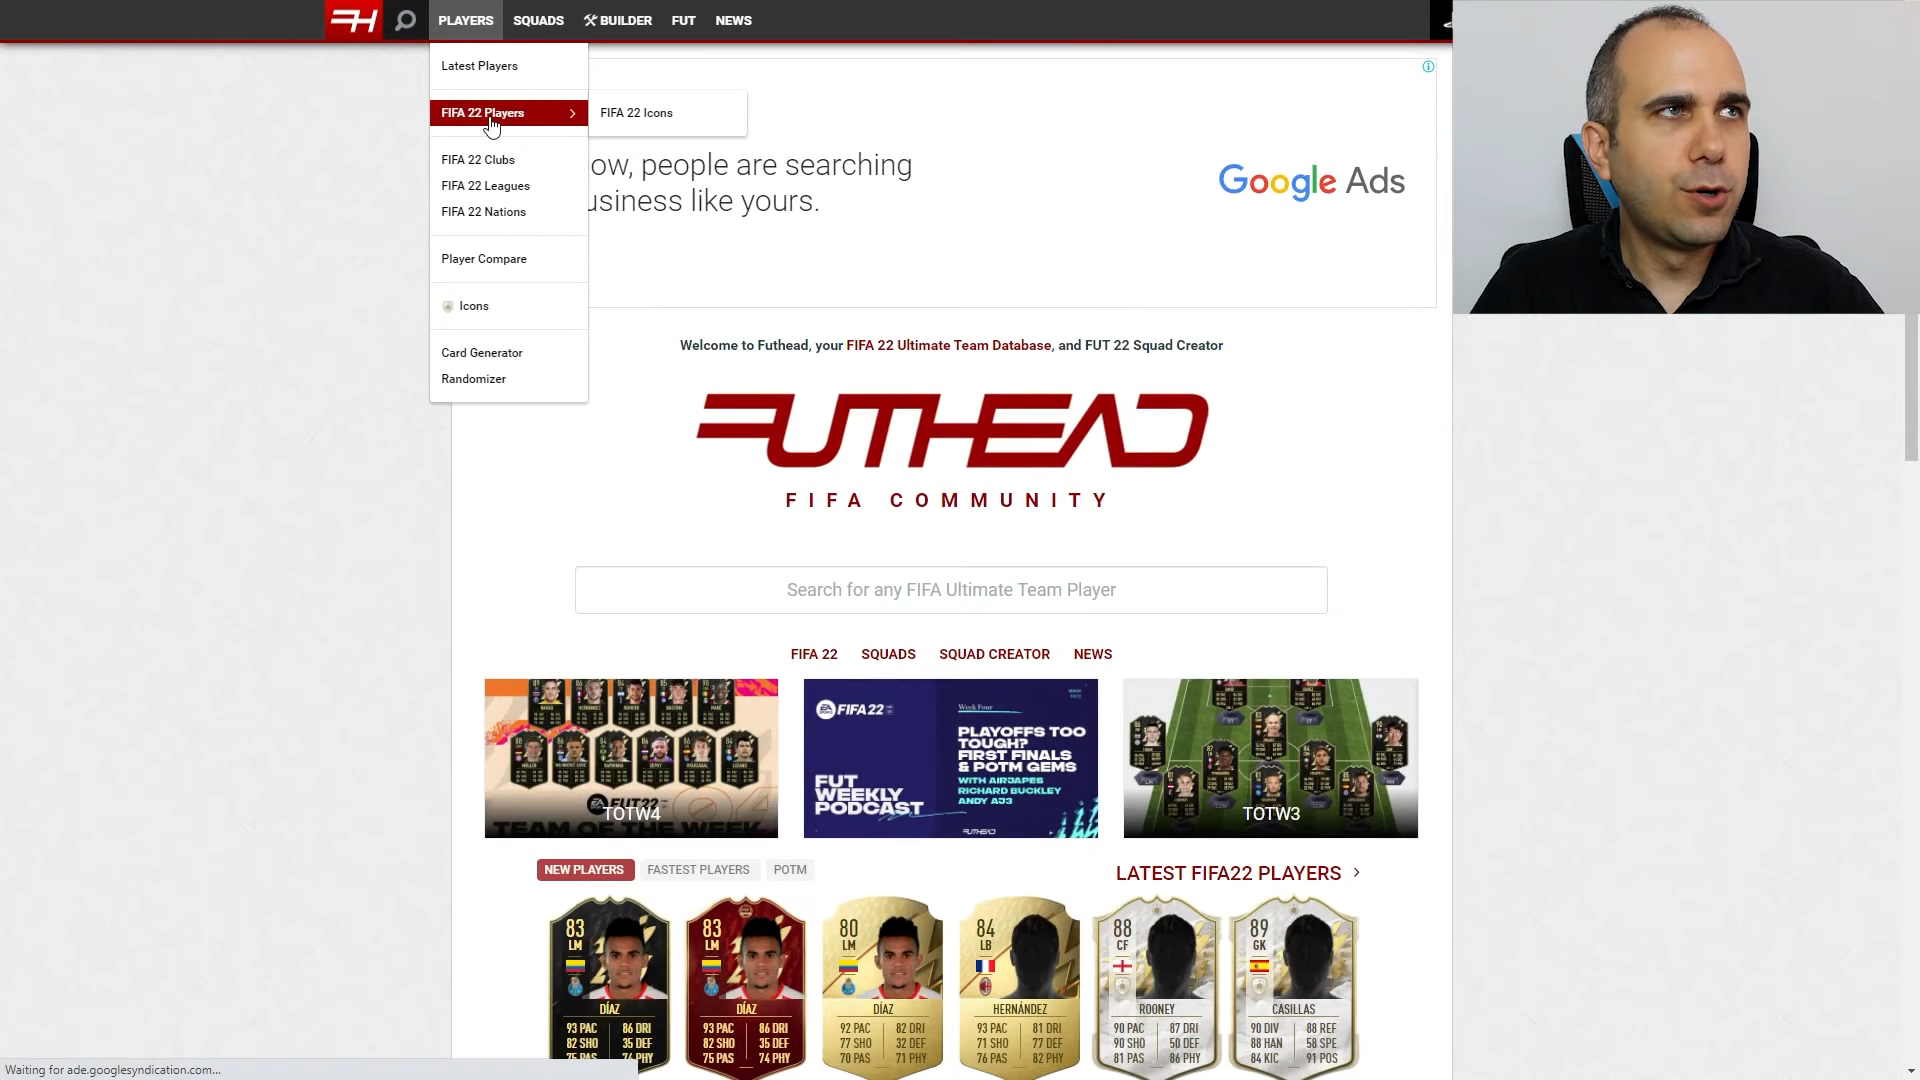 PLAYERS SQUADS BUILDER FUT NEWS
Latest Players
FIFA 22 Players
FIFA 22 Icons
FIFA 22 Clubs
FIFA 22 Leagues
FIFA 22 Nations
Player Compare
Icons
Card Generator
Randomizer
ow, people are searching
usiness like yours.
Google Ads
Welcome to Futhead, your FIFA 22 Ultimate Team Database, and FUT 22 Squad Creator
FUTHEAD
FIFA COMMUNITY
Search for any FIFA Ultimate Team Player
FIFA 22 SQUADS SQUAD CREATOR NEWS
FUT22
TEAM OF THE WEEK
TOTW4
EA SPORTS FIFA 22
Week Four
PLAYOFFS TOO
TOUGH?
FIRST FINALS
& POTM GEMS
WITH AIRJAPES
RICHARD BUCKLEY
ANDY AJ3
FUT
WEEKLY
PODCAST
FUTHEAD
TOTW3
NEW PLAYERS FASTEST PLAYERS POTM
LATEST FIFA22 PLAYERS
83 LM
DÍAZ
93 PAC 86 DRI
82 SHO 35 DEF
75 PAS 74 PHY
83 LM
DÍAZ
93 PAC 86 DRI
82 SHO 35 DEF
75 PAS 74 PHY
80 LM
DÍAZ
92 PAC 82 DRI
77 SHO 32 DEF
70 PAS 71 PHY
84 LB
HERNÁNDEZ
93 PAC 81 DRI
71 SHO 77 DEF
76 PAS 82 PHY
88 CF
ROONEY
90 PAC 87 DRI
90 SHO 50 DEF
81 PAS 86 PHY
89 GK
CASILLAS
90 DIV 88 REF
88 HAN 58 SPE
84 KIC 91 POS
Waiting for ade.googlesyndication.com...